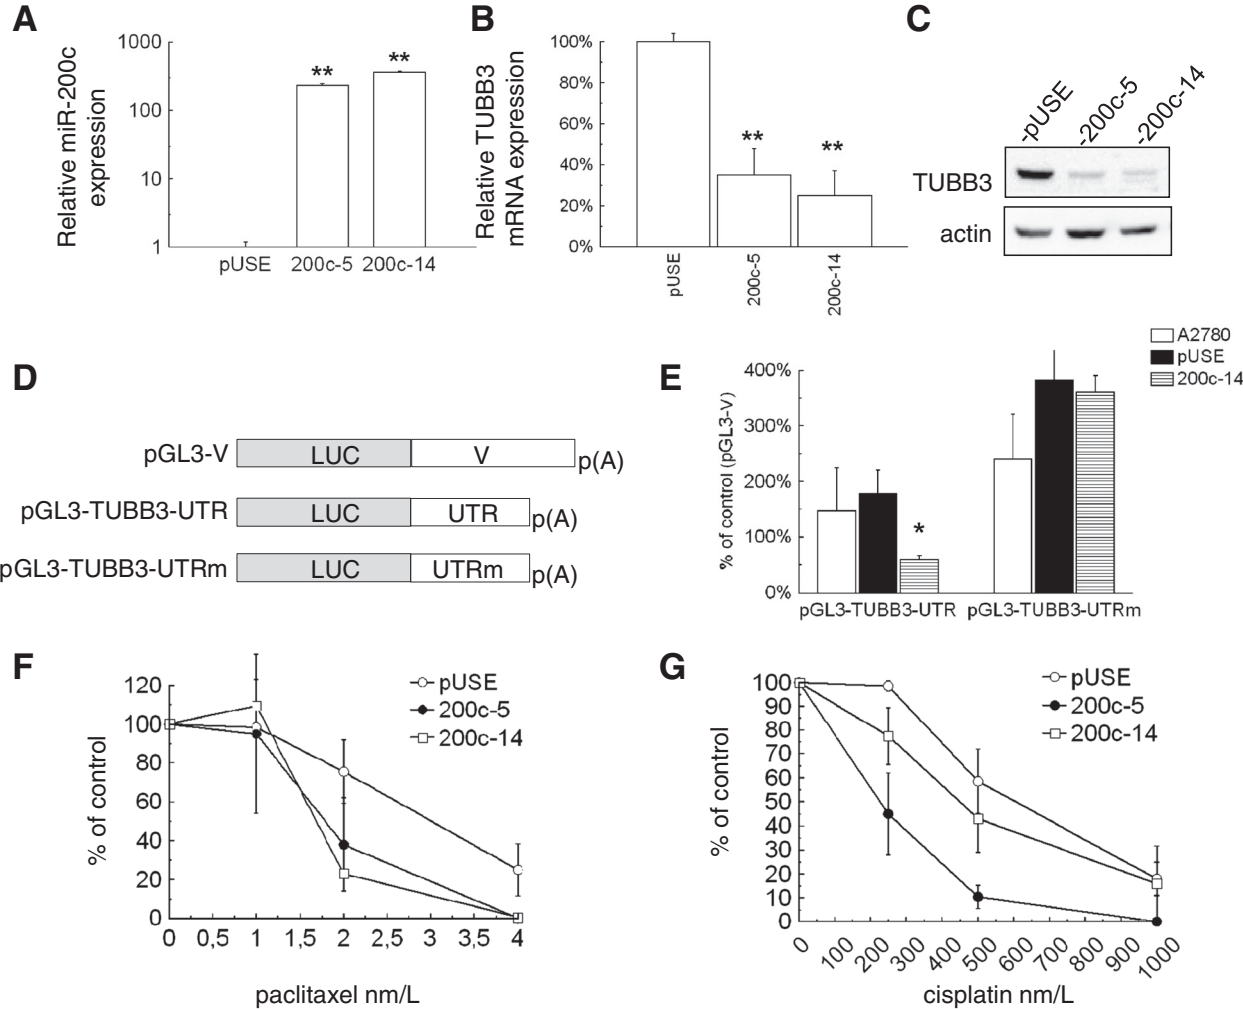 A
Relative miR-200c
expression
1000
100
10
1
**
**
pUSE 200c-5 200c-14
B
Relative TUBB3
mRNA expression
100%
80%
60%
40%
20%
0%
**
**
pUSE
200c-5
200c-14
C
-pUSE
-200c-5
-200c-14
TUBB3
actin
D
pGL3-V LUC V p(A)
pGL3-TUBB3-UTR LUC UTR p(A)
pGL3-TUBB3-UTRm LUC UTRm p(A)
E
A2780
pUSE
200c-14
% of control (pGL3-V)
400%
300%
200%
100%
0%
*
pGL3-TUBB3-UTR pGL3-TUBB3-UTRm
F
pUSE
200c-5
200c-14
% of control
120
100
80
60
40
20
0
0 0,5 1 1,5 2 2,5 3 3,5 4
paclitaxel nm/L
G
pUSE
200c-5
200c-14
% of control
100
90
80
70
60
50
40
30
20
10
0
0 100 200 300 400 500 600 700 800 900 1000
cisplatin nm/L